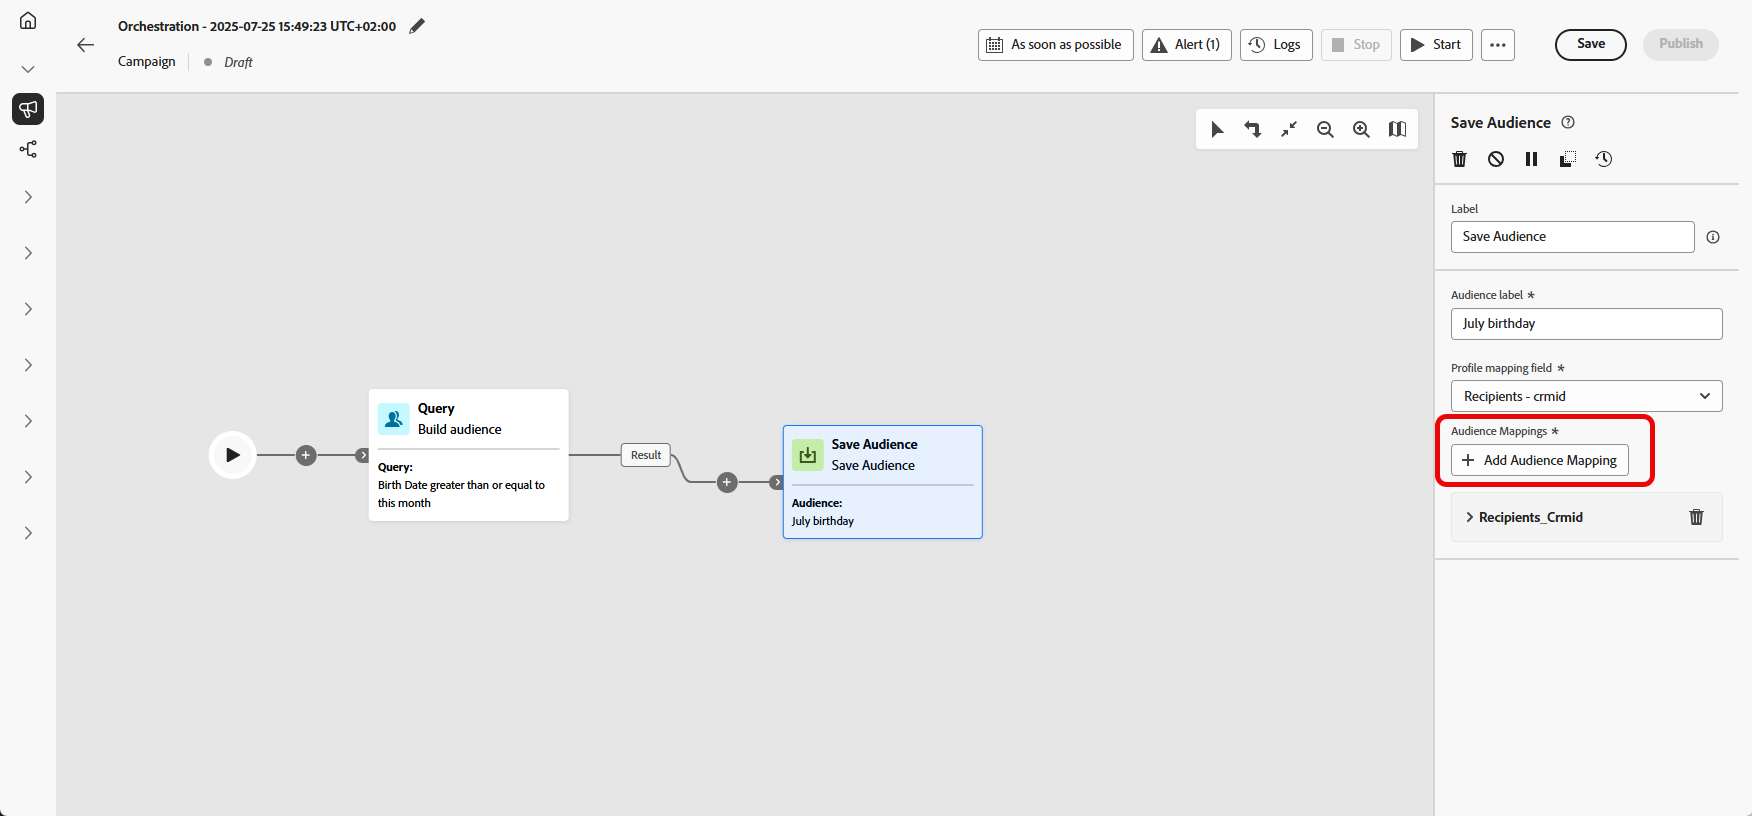 Orchestration - 2025-07-25 15:49:23 UTC+02:00
Campaign
Draft
As soon as possible
Alert (1)
Logs
Stop
Start
Save
Publish
Query
Build audience
Query:
Birth Date greater than or equal to
this month
Result
Save Audience
Save Audience
Audience:
July birthday
Save Audience
Label
Save Audience
Audience label *
July birthday
Profile mapping field *
Recipients - crmid
Audience Mappings *
Add Audience Mapping
Recipients_Crmid